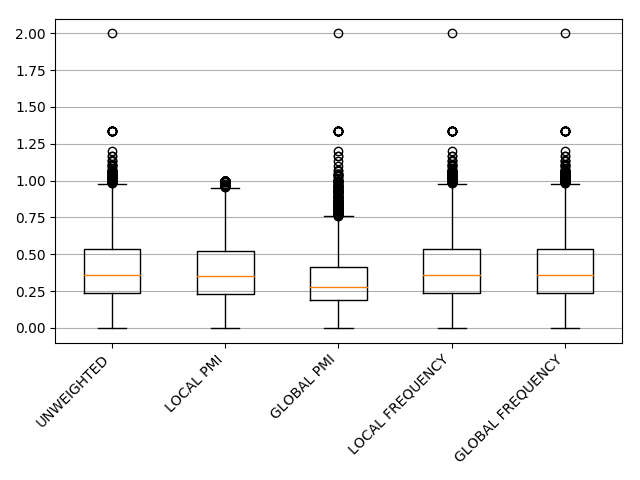 2.00
1.75
1.50
1.25
1.00
0.75
0.50
0.25
0.00
UNWEIGHTED
LOCAL PMI
GLOBAL PMI
LOCAL FREQUENCY
GLOBAL FREQUENCY